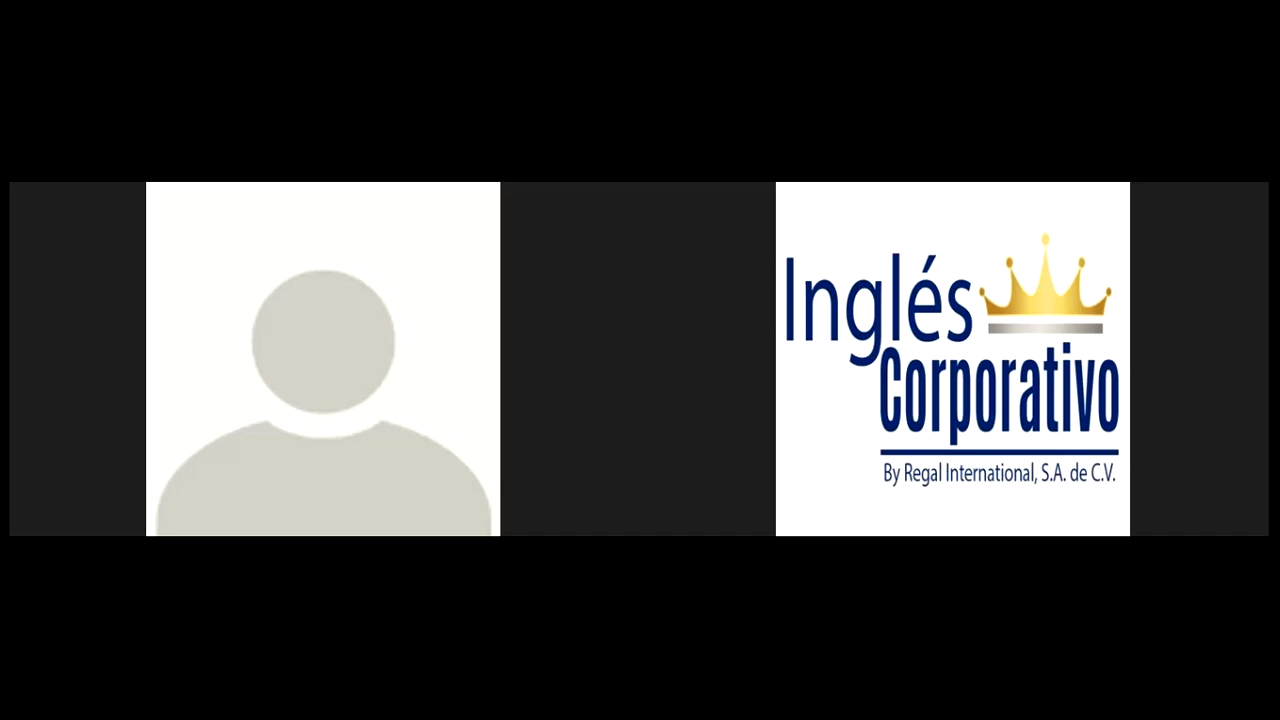 Inglés
Corporativo
By Regal International, S.A. de C.V.